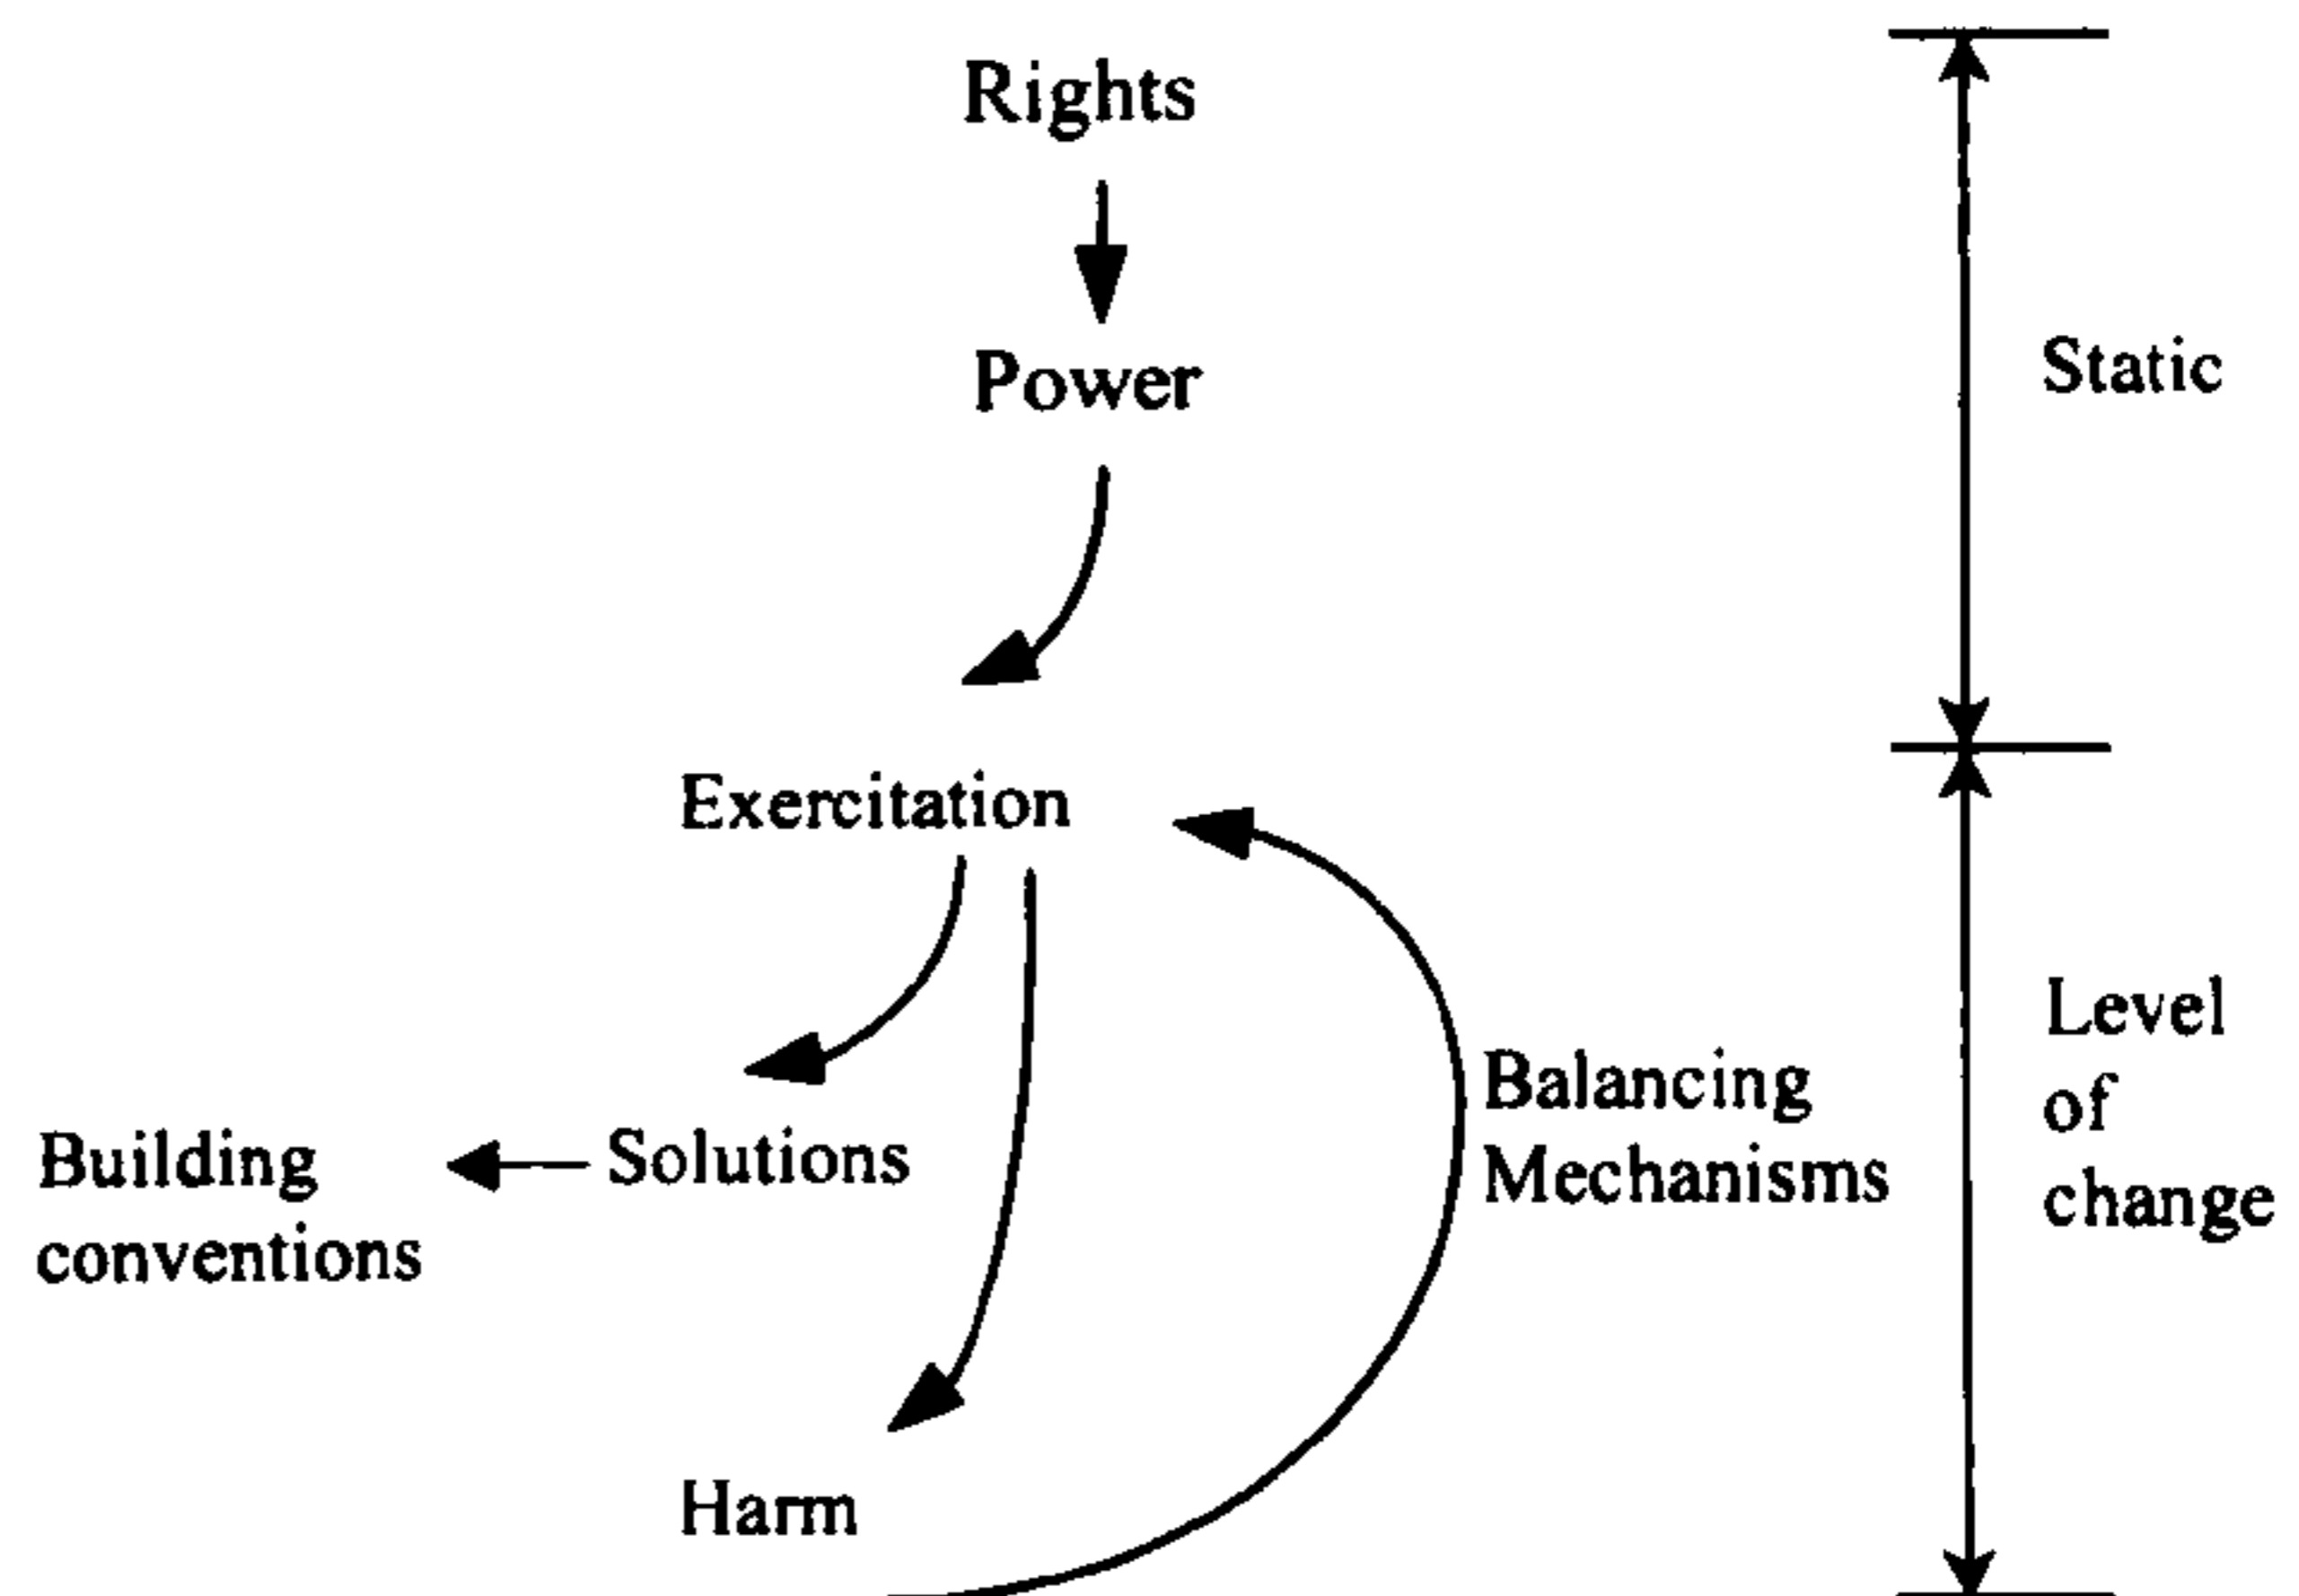 Rights
Power
Static
Exercitation
Level
of
change
Balancing
Mechanisms
Building
conventions
Solutions
Harm